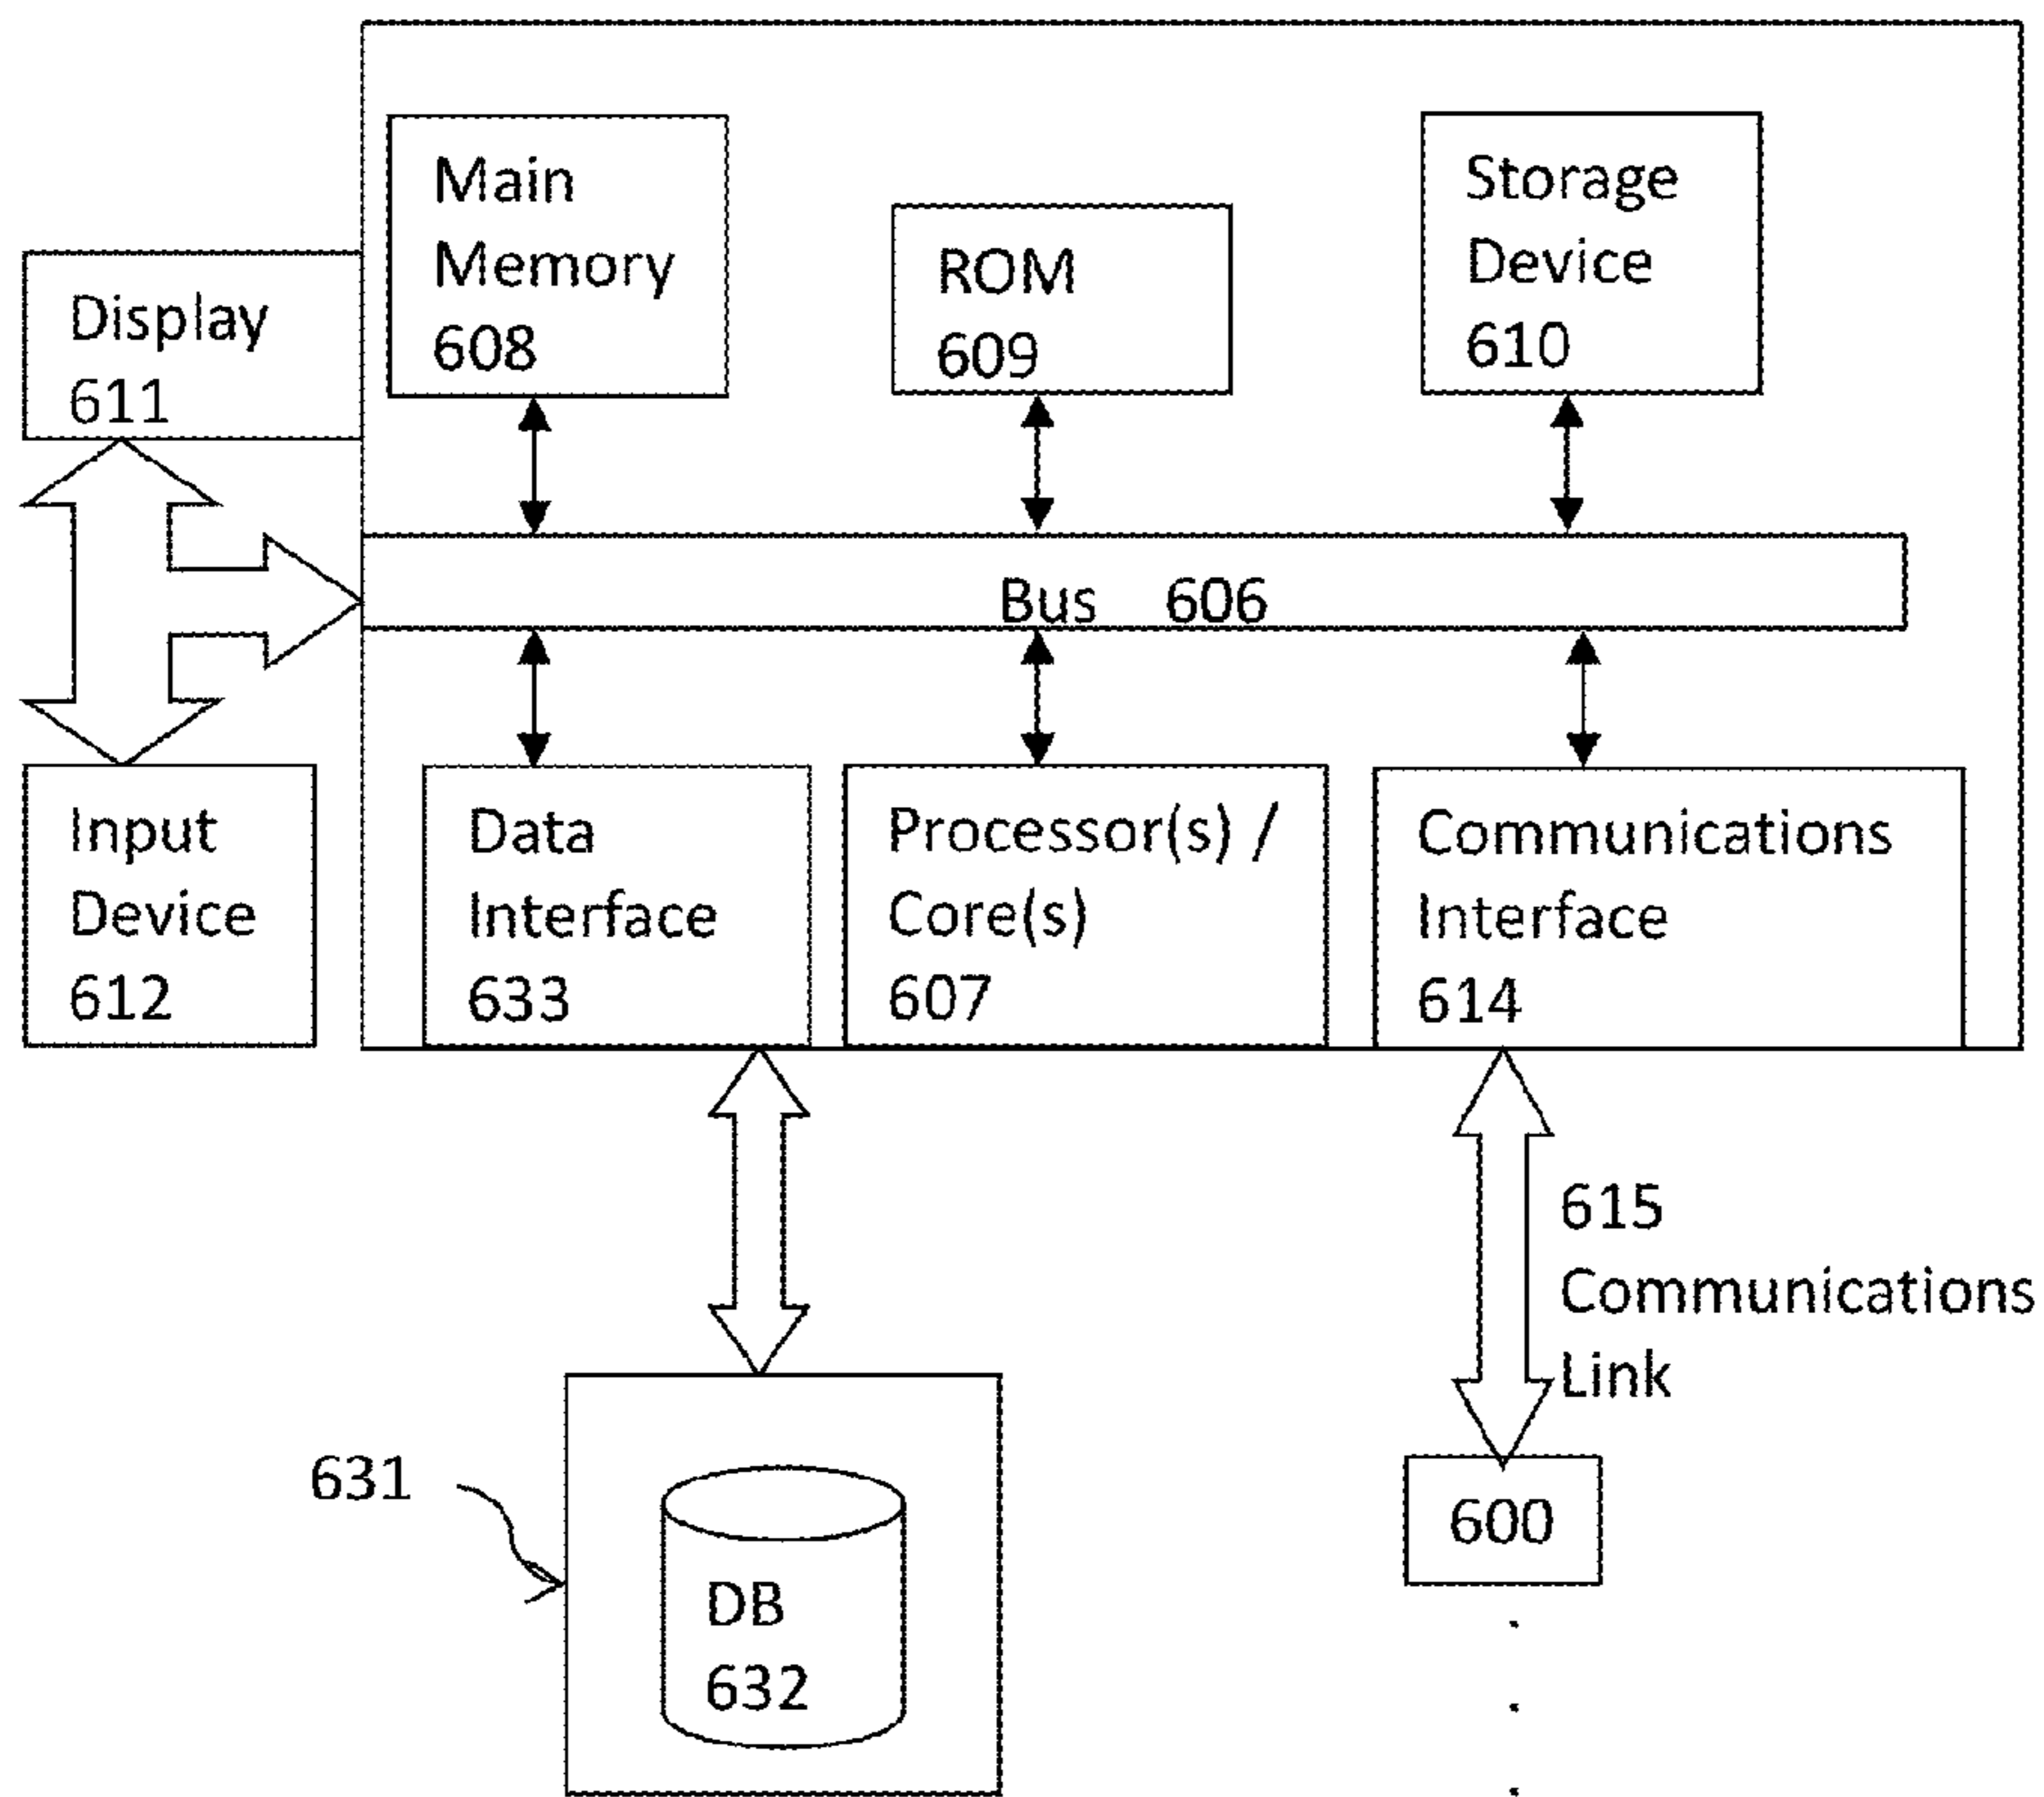 Main
Memory
608
ROM
609
Storage
Device
610
Display
611
Bus 606
Input
Device
612
Data
Interface
633
Processor(s) /
Core(s)
607
Communications
Interface
614
615
Communications
Link
631
DB
632
600